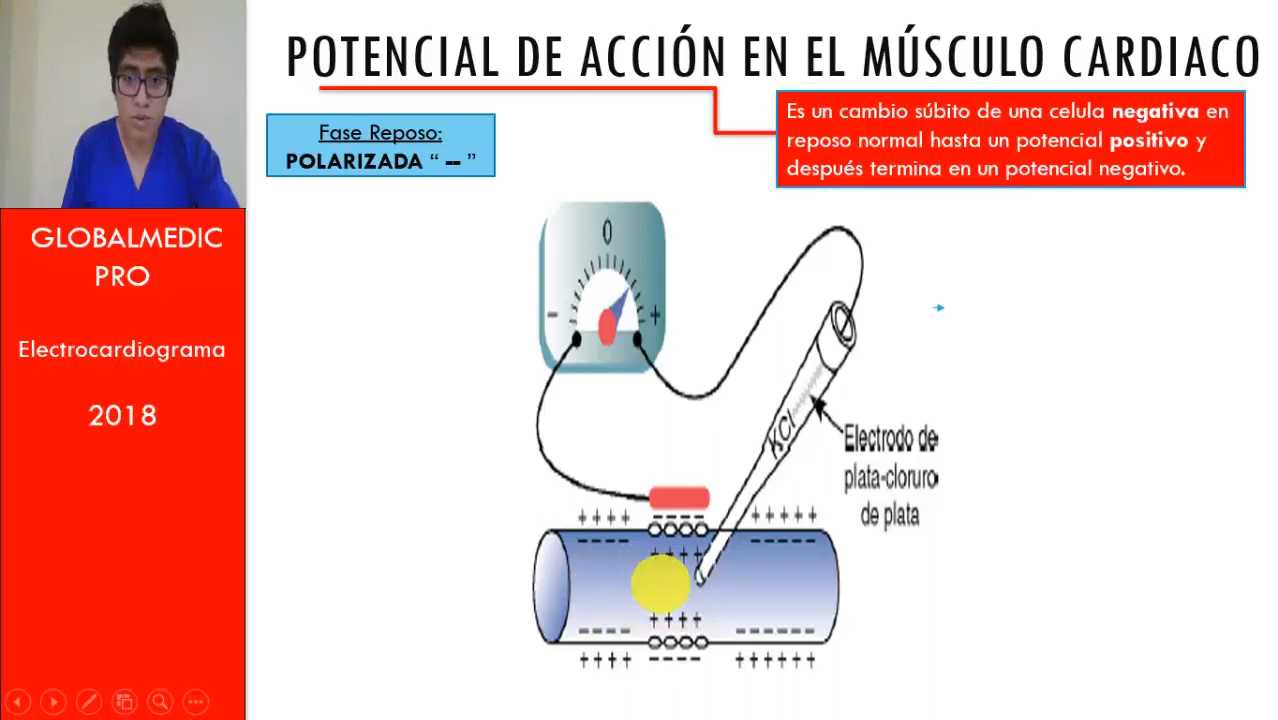 POTENCIAL DE ACCIÓN EN EL MÚSCULO CARDIACO
Es un cambio súbito de una celula negativa en
reposo normal hasta un potencial positivo y
después termina en un potencial negativo.
Fase Reposo:
POLARIZADA “ -- ”
GLOBALMEDIC
PRO
Electrocardiograma
2018
0
– +
KCl
Electrodo de
plata-cloruro
de plata
++++ –––– +++++
–––– –––––
++++
++++
–––– –––––
++++ –––– ++++++